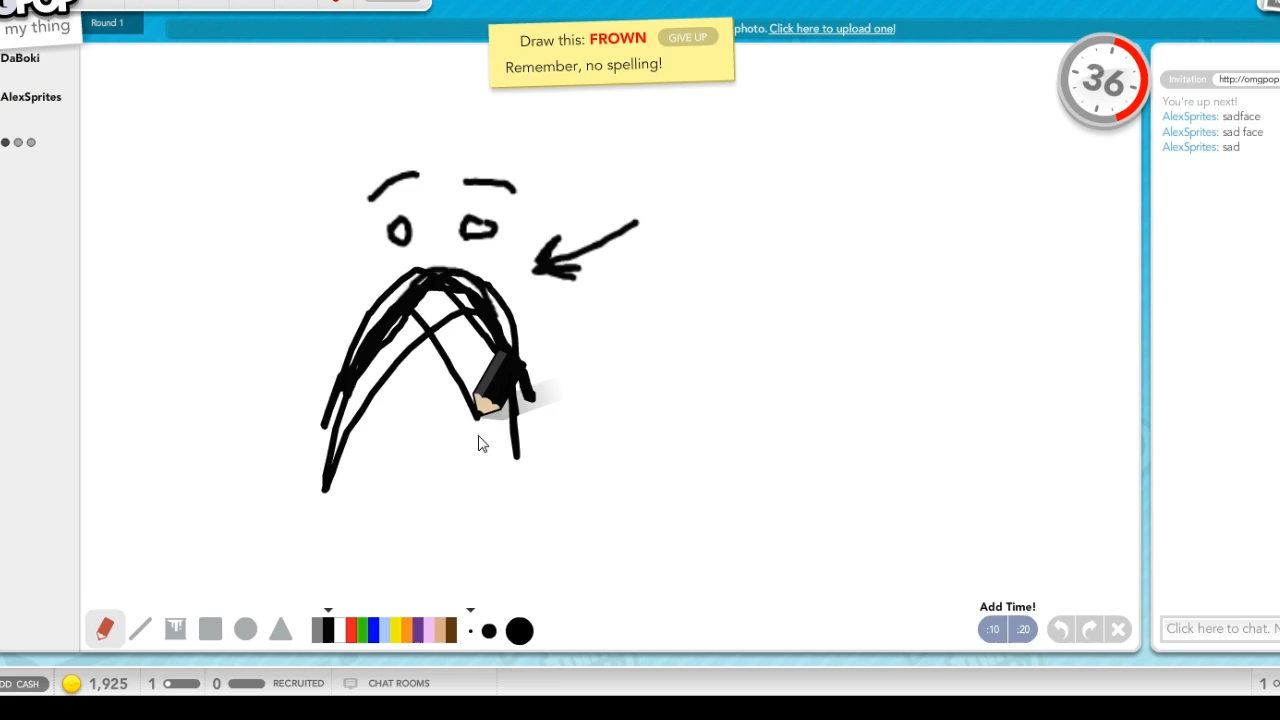 my thing
Round 1
Draw this: FROWN GIVE UP
Remember, no spelling!
photo. Click here to upload one!
DaBoki
AlexSprites
36
Invitation http://omgpop
You're up next!
AlexSprites: sadface
AlexSprites: sad face
AlexSprites: sad
Add Time!
:10 :20
Click here to chat. N
DD CASH 1,925 1 0 RECRUITED CHAT ROOMS 1